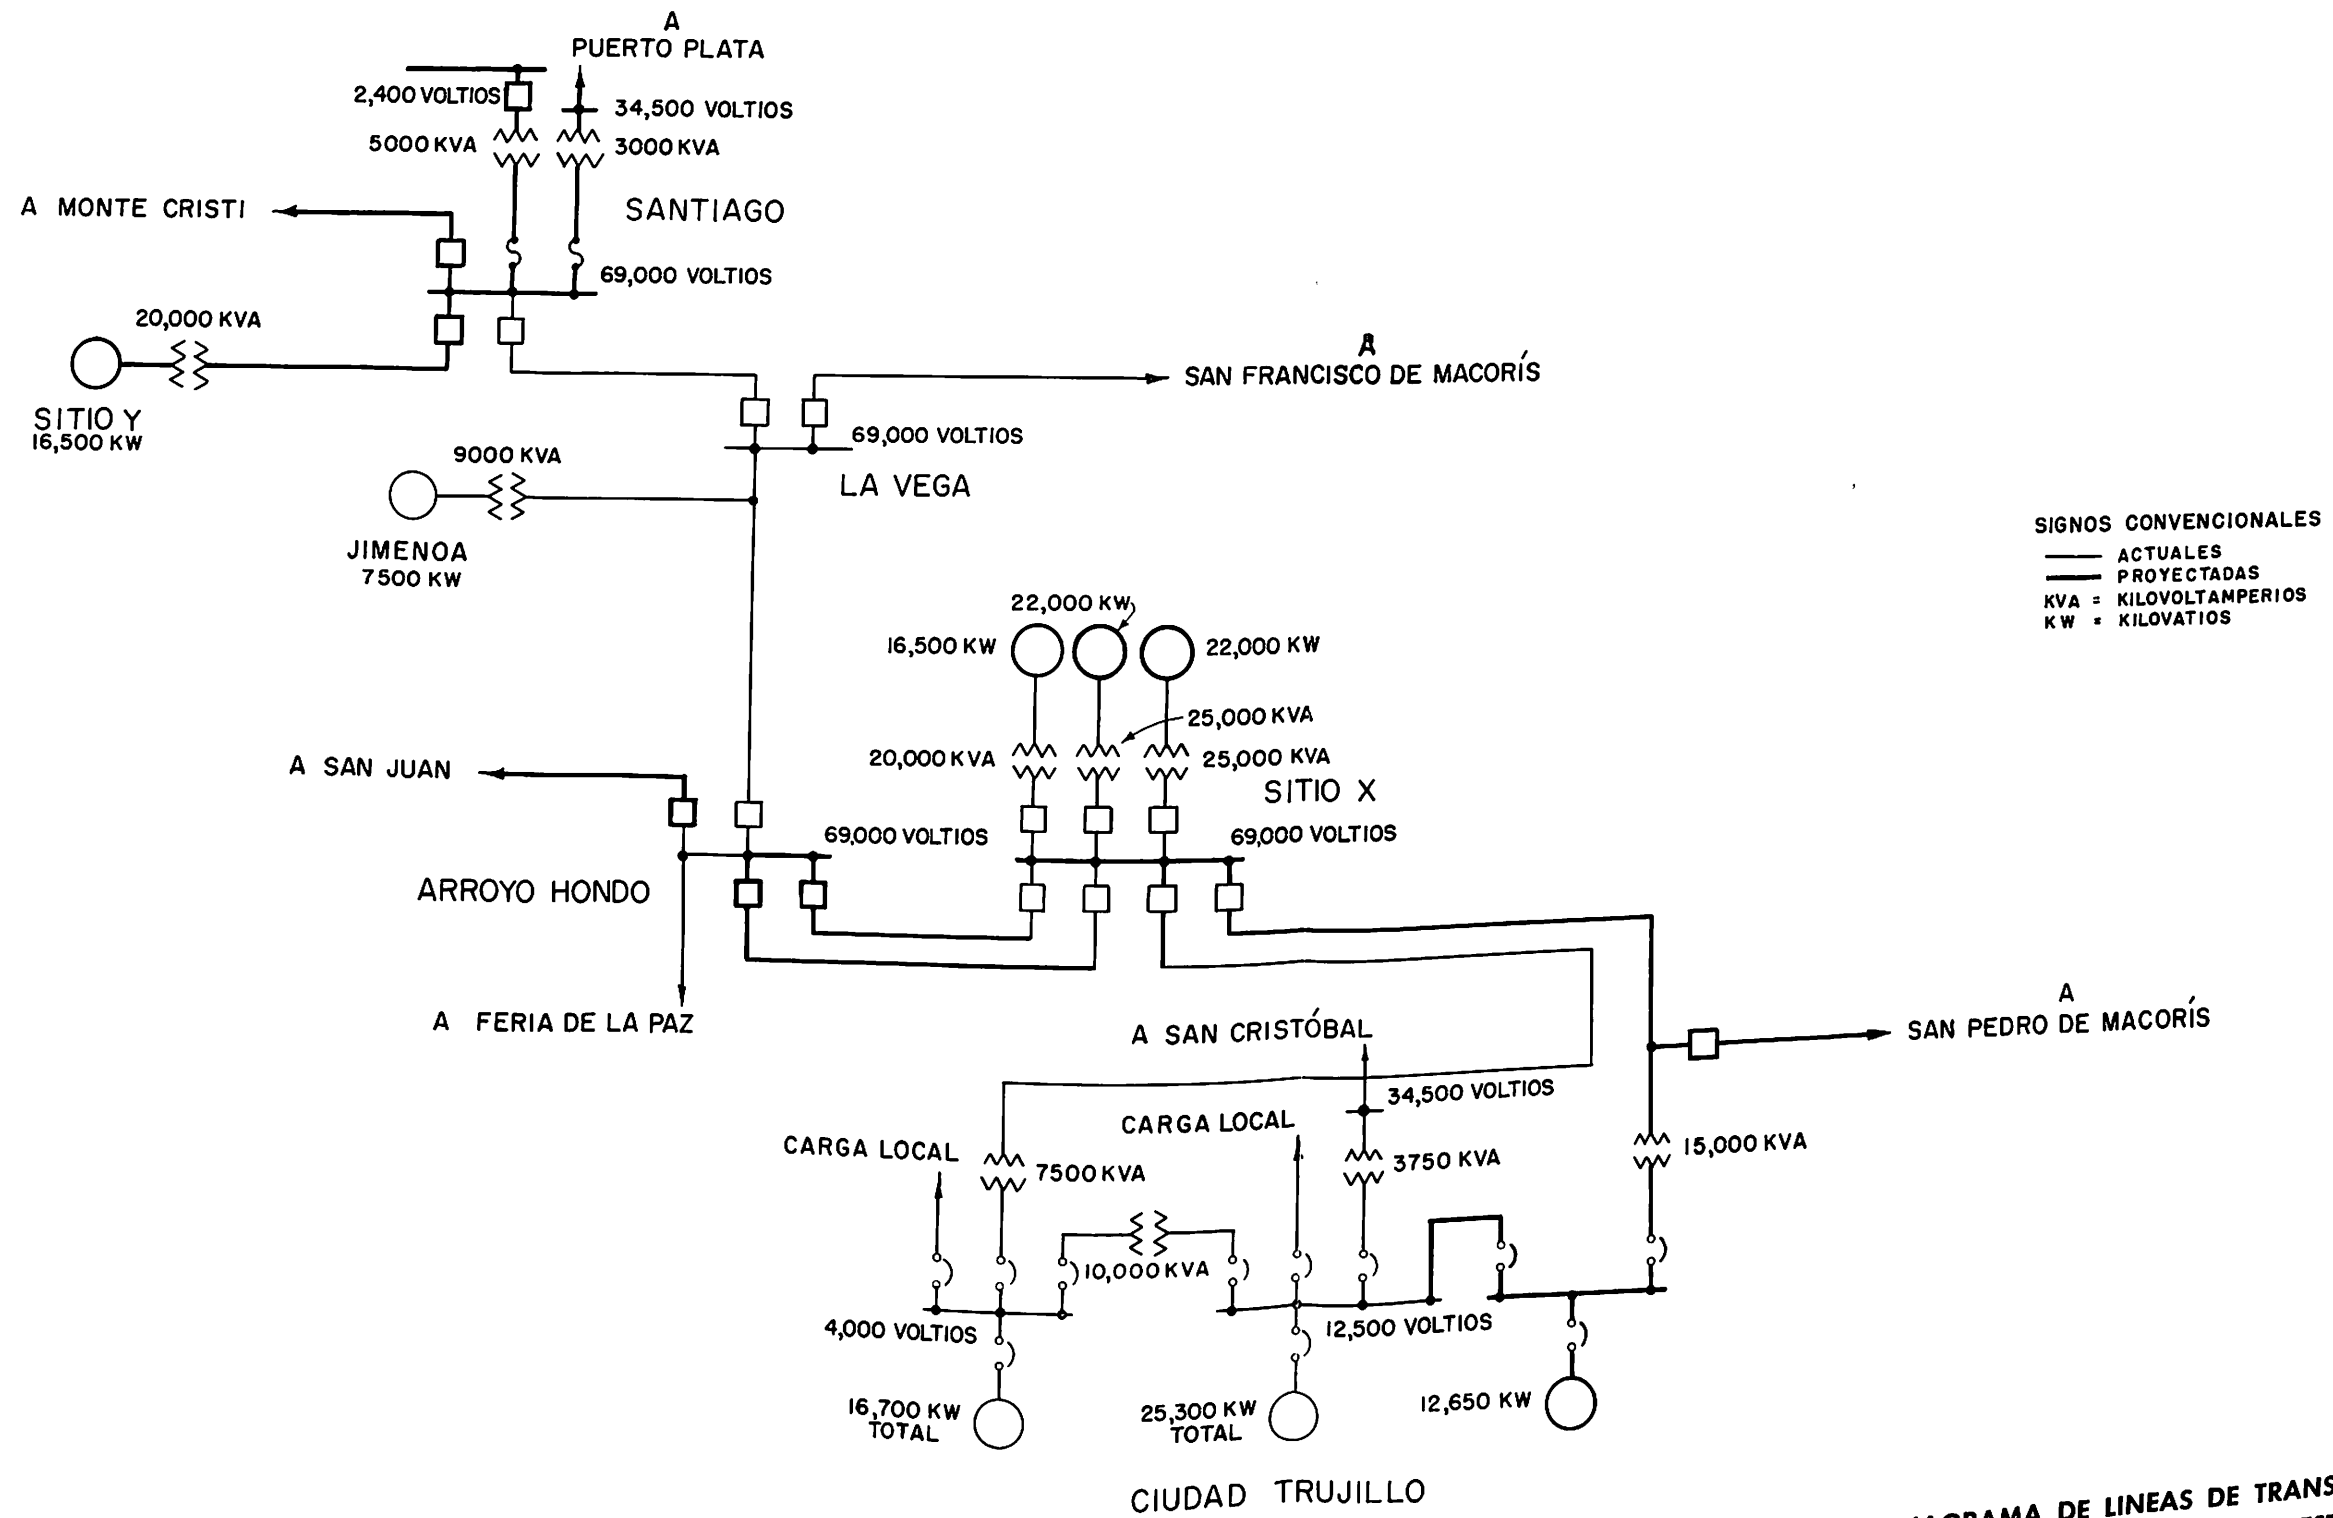 A
PUERTO PLATA
2,400 VOLTIOS
34,500 VOLTIOS
5000 KVA
3000 KVA
A MONTE CRISTI
SANTIAGO
69,000 VOLTIOS
20,000 KVA
SITIO Y
16,500 KW
A
SAN FRANCISCO DE MACORÍS
69,000 VOLTIOS
9000 KVA
LA VEGA
JIMENOA
7500 KW
SIGNOS CONVENCIONALES
ACTUALES
PROYECTADAS
KVA = KILOVOLTAMPERIOS
KW = KILOVATIOS
22,000 KW
16,500 KW
22,000 KW
25,000 KVA
20,000 KVA
25,000 KVA
SITIO X
A SAN JUAN
69,000 VOLTIOS
69,000 VOLTIOS
ARROYO HONDO
A FERIA DE LA PAZ
A SAN CRISTÓBAL
A
SAN PEDRO DE MACORÍS
34,500 VOLTIOS
CARGA LOCAL
CARGA LOCAL
7500 KVA
3750 KVA
15,000 KVA
10,000 KVA
4,000 VOLTIOS
12,500 VOLTIOS
16,700 KW
TOTAL
25,300 KW
TOTAL
12,650 KW
CIUDAD TRUJILLO
DE LINEAS DE TRANS